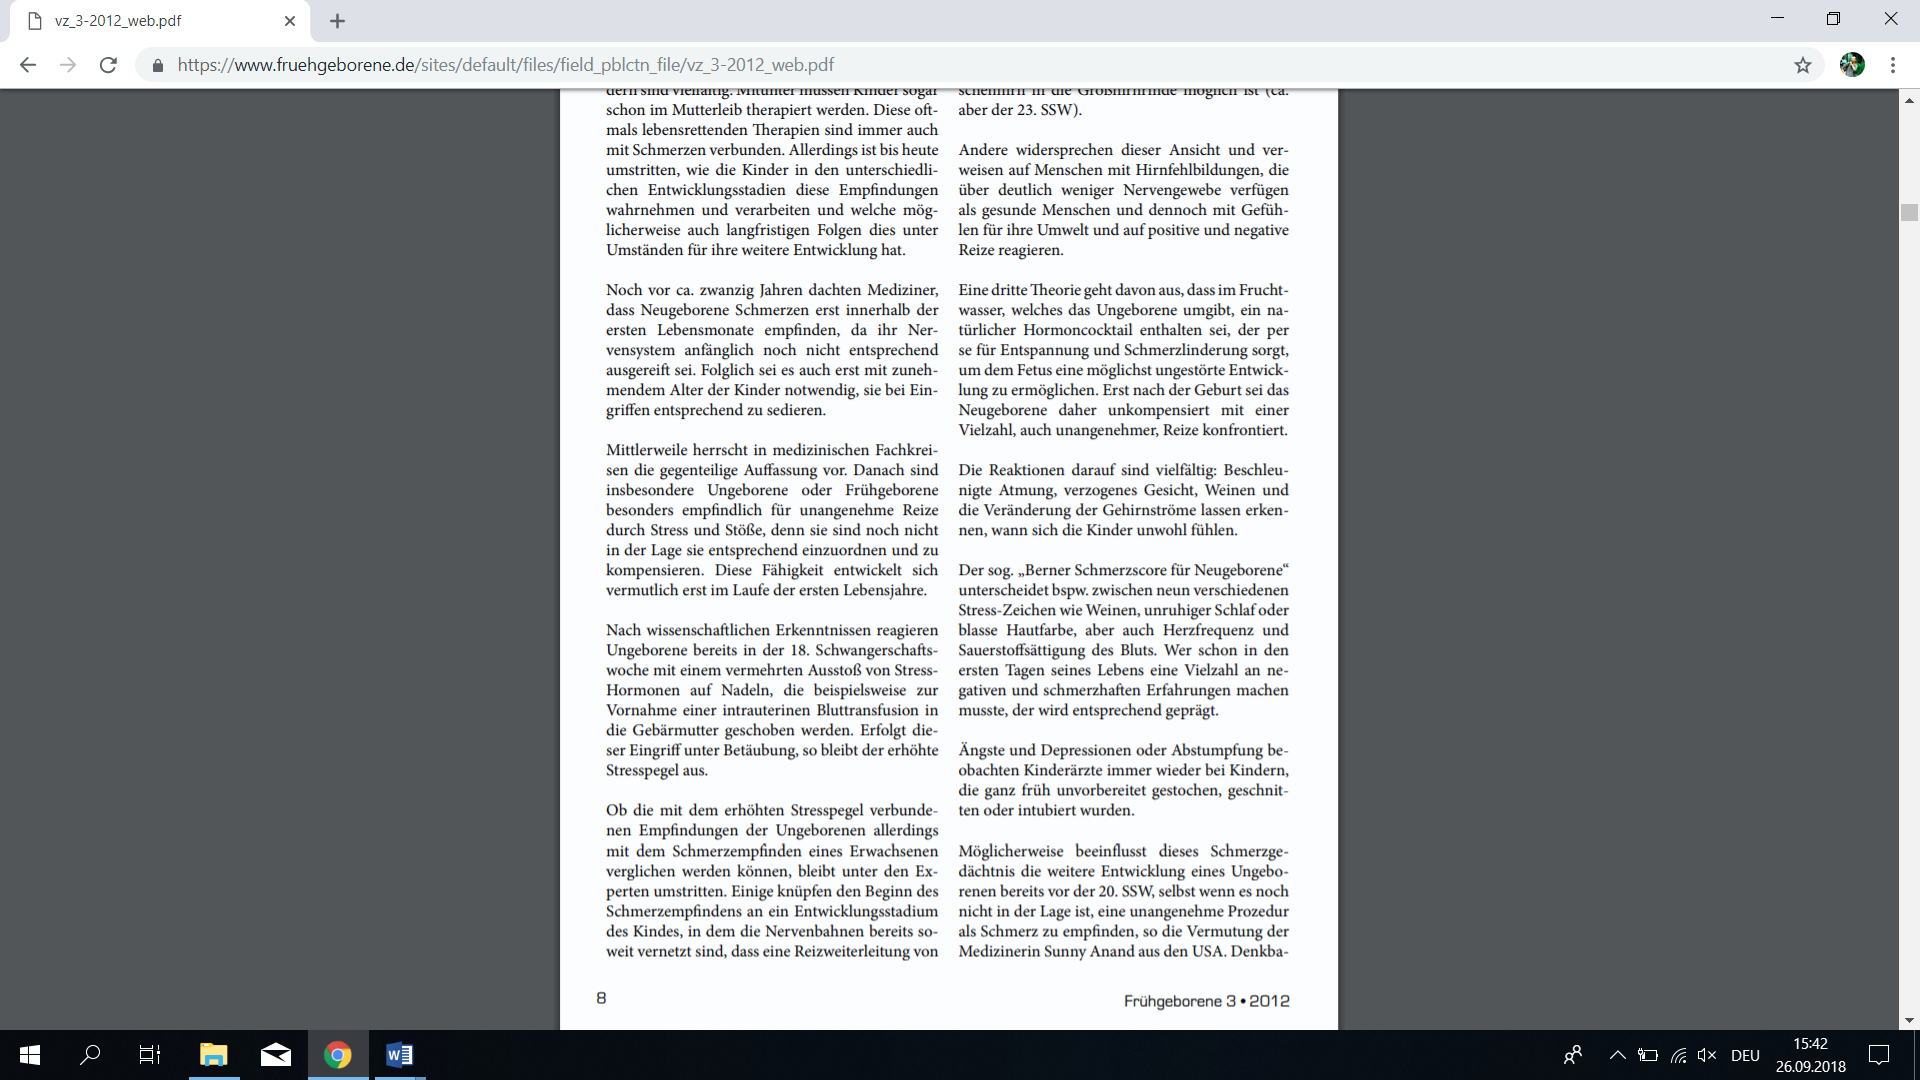 vz_3-2012_web.pdf
https://www.fruehgeborene.de/sites/default/files/field_pblctn_file/vz_3-2012_web.pdf
dern sind vielfältig. Mitunter müssen Kinder sogar
schon im Mutterleib therapiert werden. Diese oft-
mals lebensrettenden Therapien sind immer auch
mit Schmerzen verbunden. Allerdings ist bis heute
umstritten, wie die Kinder in den unterschiedli-
chen Entwicklungsstadien diese Empfindungen
wahrnehmen und verarbeiten und welche mög-
licherweise auch langfristigen Folgen dies unter
Umständen für ihre weitere Entwicklung hat.
Noch vor ca. zwanzig Jahren dachten Mediziner,
dass Neugeborene Schmerzen erst innerhalb der
ersten Lebensmonate empfinden, da ihr Ner-
vensystem anfänglich noch nicht entsprechend
ausgereift sei. Folglich sei es auch erst mit zuneh-
mendem Alter der Kinder notwendig, sie bei Ein-
griffen entsprechend zu sedieren.
Mittlerweile herrscht in medizinischen Fachkrei-
sen die gegenteilige Auffassung vor. Danach sind
insbesondere Ungeborene oder Frühgeborene
besonders empfindlich für unangenehme Reize
durch Stress und Stöße, denn sie sind noch nicht
in der Lage sie entsprechend einzuordnen und zu
kompensieren. Diese Fähigkeit entwickelt sich
vermutlich erst im Laufe der ersten Lebensjahre.
Nach wissenschaftlichen Erkenntnissen reagieren
Ungeborene bereits in der 18. Schwangerschafts-
woche mit einem vermehrten Ausstoß von Stress-
Hormonen auf Nadeln, die beispielsweise zur
Vornahme einer intrauterinen Bluttransfusion in
die Gebärmutter geschoben werden. Erfolgt die-
ser Eingriff unter Betäubung, so bleibt der erhöhte
Stresspegel aus.
Ob die mit dem erhöhten Stresspegel verbunde-
nen Empfindungen der Ungeborenen allerdings
mit dem Schmerzempfinden eines Erwachsenen
verglichen werden können, bleibt unter den Ex-
perten umstritten. Einige knüpfen den Beginn des
Schmerzempfindens an ein Entwicklungsstadium
des Kindes, in dem die Nervenbahnen bereits so-
weit vernetzt sind, dass eine Reizweiterleitung von
schenhirn in die Großhirnrinde möglich ist (ca.
aber der 23. SSW).
Andere widersprechen dieser Ansicht und ver-
weisen auf Menschen mit Hirnfehlbildungen, die
über deutlich weniger Nervengewebe verfügen
als gesunde Menschen und dennoch mit Gefüh-
len für ihre Umwelt und auf positive und negative
Reize reagieren.
Eine dritte Theorie geht davon aus, dass im Frucht-
wasser, welches das Ungeborene umgibt, ein na-
türlicher Hormoncocktail enthalten sei, der per
se für Entspannung und Schmerzlinderung sorgt,
um dem Fetus eine möglichst ungestörte Entwick-
lung zu ermöglichen. Erst nach der Geburt sei das
Neugeborene daher unkompensiert mit einer
Vielzahl, auch unangenehmer, Reize konfrontiert.
Die Reaktionen darauf sind vielfältig: Beschleu-
nigte Atmung, verzogenes Gesicht, Weinen und
die Veränderung der Gehirnströme lassen erken-
nen, wann sich die Kinder unwohl fühlen.
Der sog. „Berner Schmerzscore für Neugeborene“
unterscheidet bspw. zwischen neun verschiedenen
Stress-Zeichen wie Weinen, unruhiger Schlaf oder
blasse Hautfarbe, aber auch Herzfrequenz und
Sauerstoffsättigung des Bluts. Wer schon in den
ersten Tagen seines Lebens eine Vielzahl an ne-
gativen und schmerzhaften Erfahrungen machen
musste, der wird entsprechend geprägt.
Ängste und Depressionen oder Abstumpfung be-
obachten Kinderärzte immer wieder bei Kindern,
die ganz früh unvorbereitet gestochen, geschnit-
ten oder intubiert wurden.
Möglicherweise beeinflusst dieses Schmerzge-
dächtnis die weitere Entwicklung eines Ungebo-
renen bereits vor der 20. SSW, selbst wenn es noch
nicht in der Lage ist, eine unangenehme Prozedur
als Schmerz zu empfinden, so die Vermutung der
Medizinerin Sunny Anand aus den USA. Denkba-
8
Frühgeborene 3 • 2012
DEU
15:42
26.09.2018